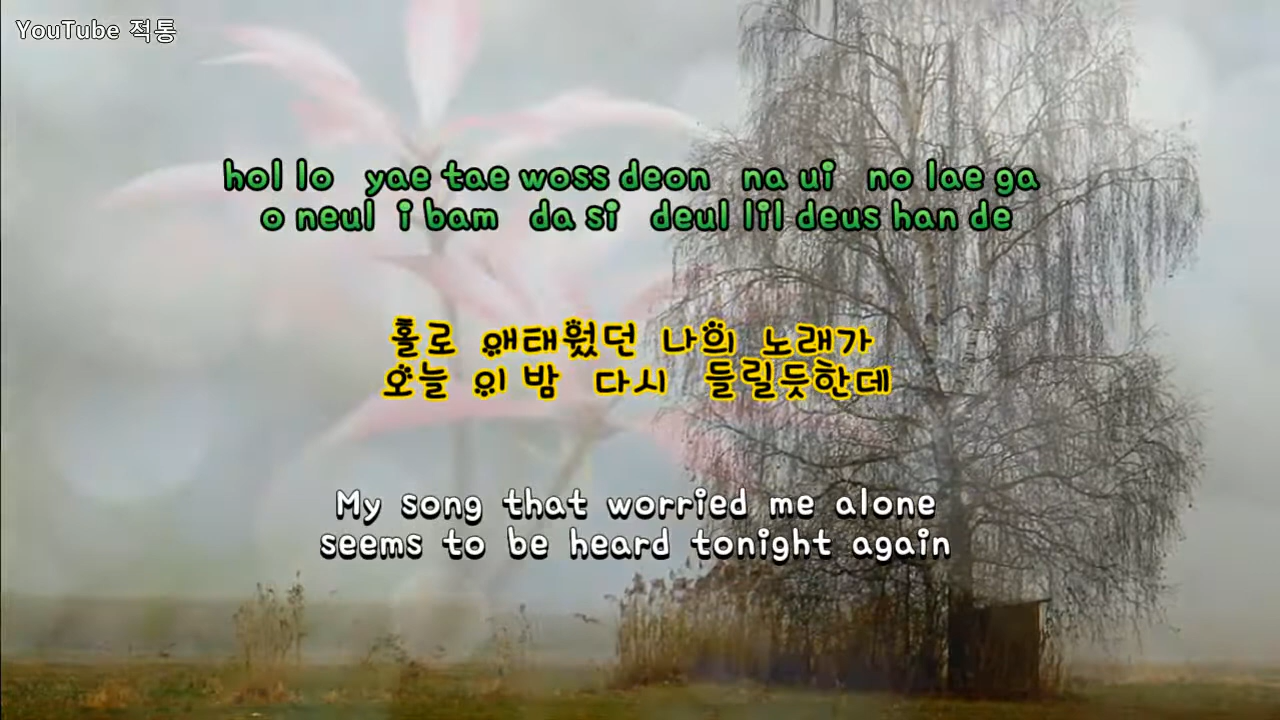 YouTube 적통
hol lo yae tae woss deon na ui no lae ga
o neul i bam da si deul lil deus han de
홀로 얘태웠던 나의 노래가
오늘 이 밤 다시 들릴듯한데
My song that worried me alone
seems to be heard tonight again